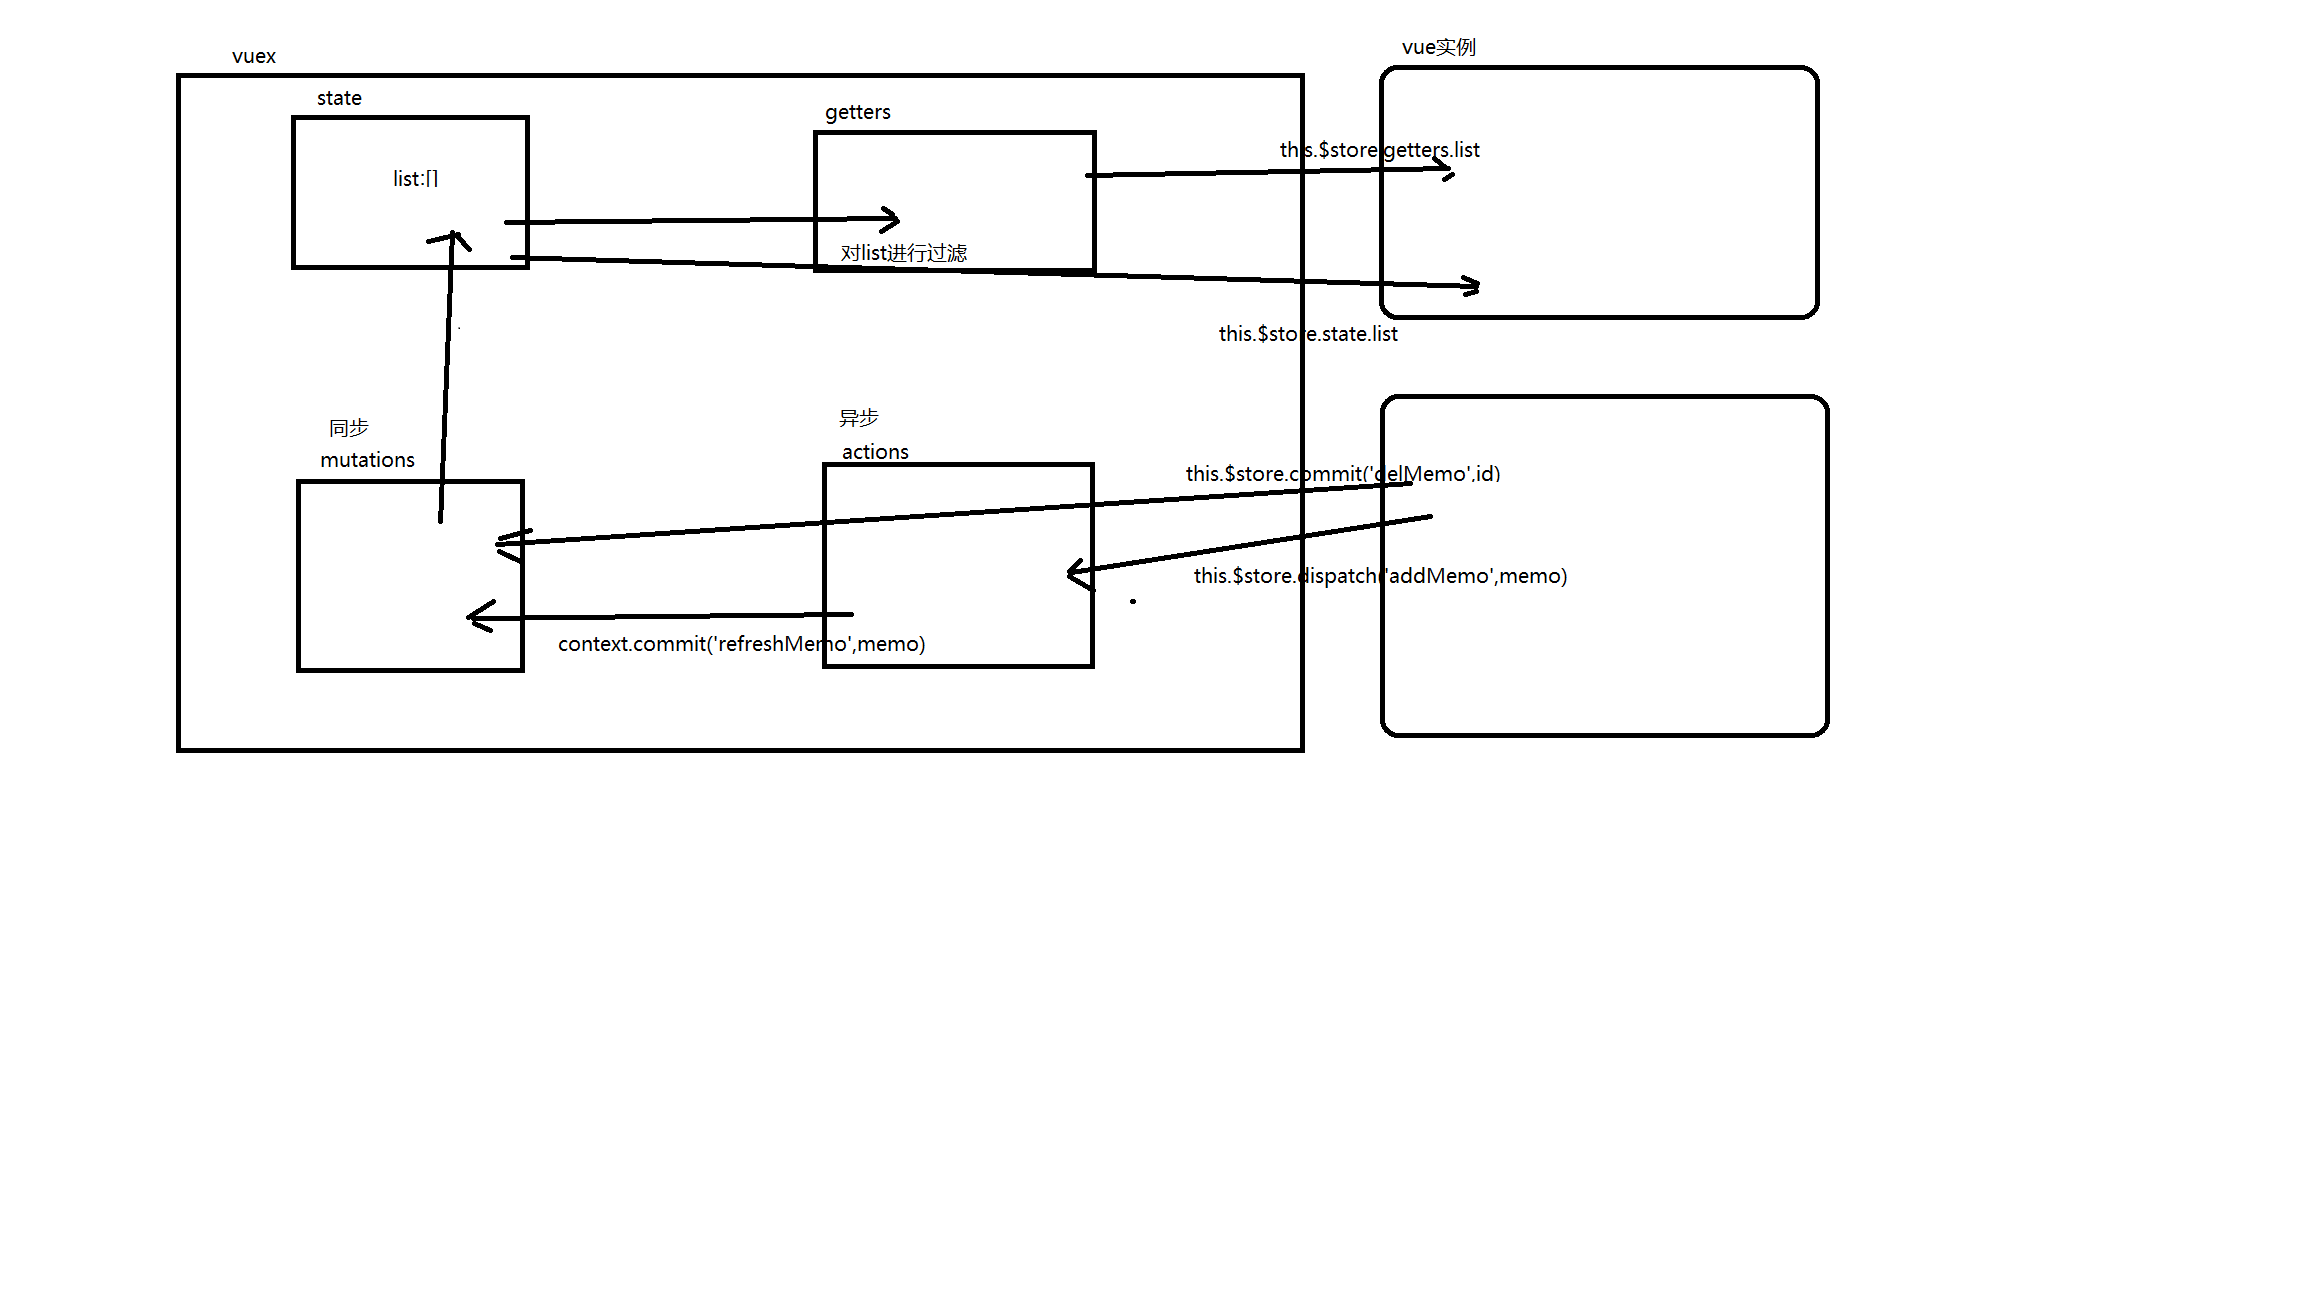 vuex
vue实例
state
getters
list:[]
this.$store.getters.list
对list进行过滤
this.$store.state.list
同步
mutations
异步
actions
this.$store.commit('delMemo',id)
this.$store.dispatch('addMemo',memo)
context.commit('refreshMemo',memo)